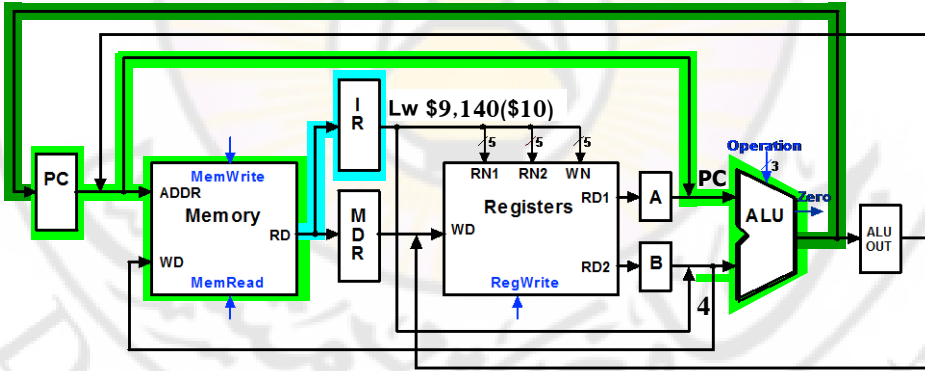 I
R
Lw $9,140($10)
5
5
5
Operation
3
PC
MemWrite
RN1
RN2
WN
PC
Zero
ADDR
Memory
M
D
R
Registers
RD1
A
ALU
RD
WD
ALU
OUT
WD
RD2
B
MemRead
RegWrite
4